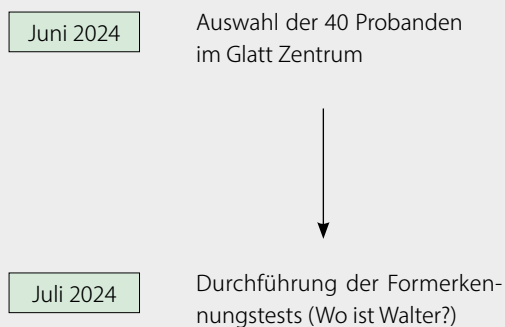 Juni 2024
Auswahl der 40 Probanden
im Glatt Zentrum
Juli 2024
Durchführung der Formerken-
nungstests (Wo ist Walter?)